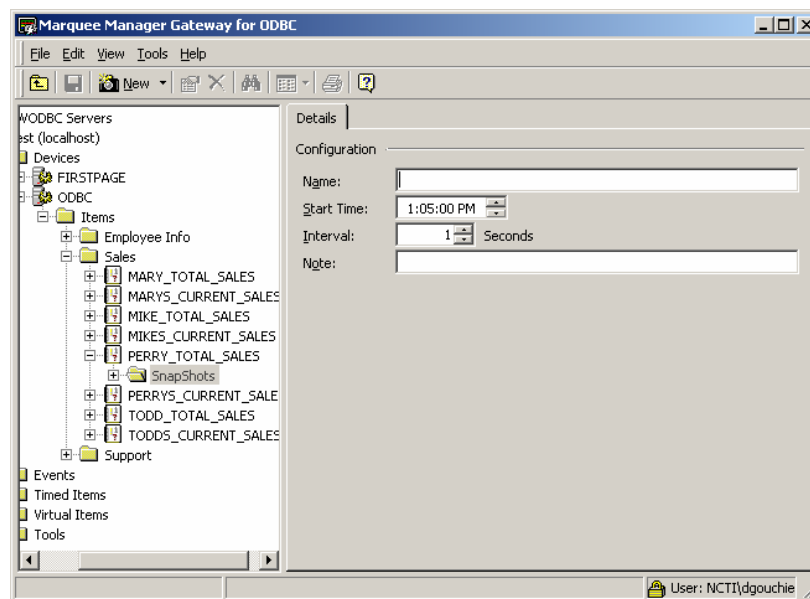 Marquee Manager Gateway for ODBC
File Edit View Tools Help
New
WODBC Servers
est (localhost)
Devices
FIRSTPAGE
ODBC
Items
Employee Info
Sales
MARY_TOTAL_SALES
MARYS_CURRENT_SALES
MIKE_TOTAL_SALES
MIKES_CURRENT_SALES
PERRY_TOTAL_SALES
SnapShots
PERRYS_CURRENT_SALE
TODD_TOTAL_SALES
TODDS_CURRENT_SALES
Support
Events
Timed Items
Virtual Items
Tools
Details
Configuration
Name:
Start Time: 1:05:00 PM
Interval: 1 Seconds
Note:
User: NCTI\dgouchie